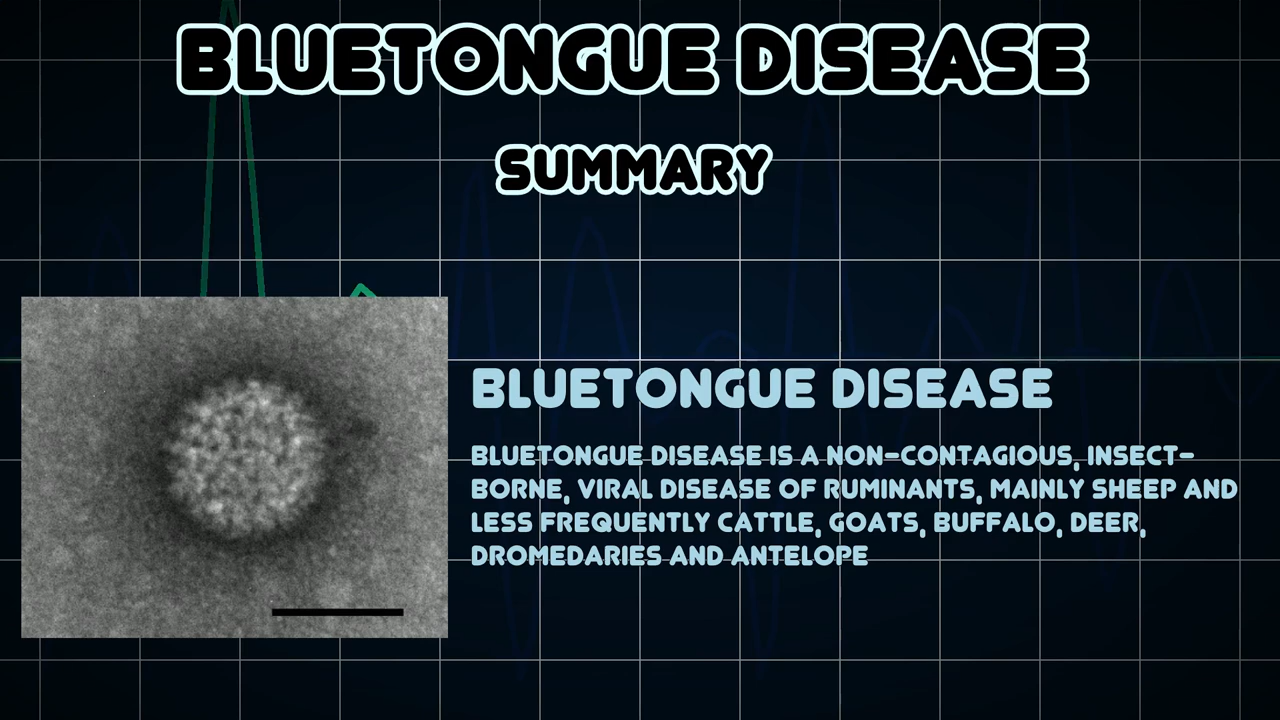 BLUETONGUE DISEASE
SUMMARY
BLUETONGUE DISEASE
BLUETONGUE DISEASE IS A NON-CONTAGIOUS, INSECT-
BORNE, VIRAL DISEASE OF RUMINANTS, MAINLY SHEEP AND
LESS FREQUENTLY CATTLE, GOATS, BUFFALO, DEER,
DROMEDARIES AND ANTELOPE